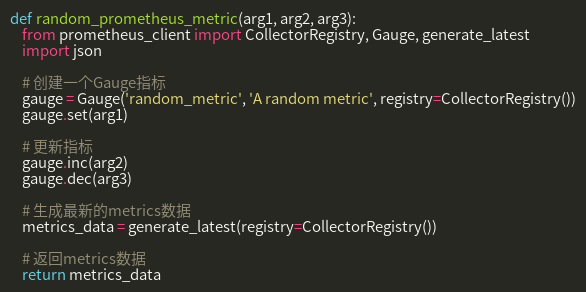 def random_prometheus_metric(arg1, arg2, arg3):
    from prometheus_client import CollectorRegistry, Gauge, generate_latest
    import json

    # 创建一个Gauge指标
    gauge = Gauge('random_metric', 'A random metric', registry=CollectorRegistry())
    gauge.set(arg1)

    # 更新指标
    gauge.inc(arg2)
    gauge.dec(arg3)

    # 生成最新的metrics数据
    metrics_data = generate_latest(registry=CollectorRegistry())

    # 返回metrics数据
    return metrics_data